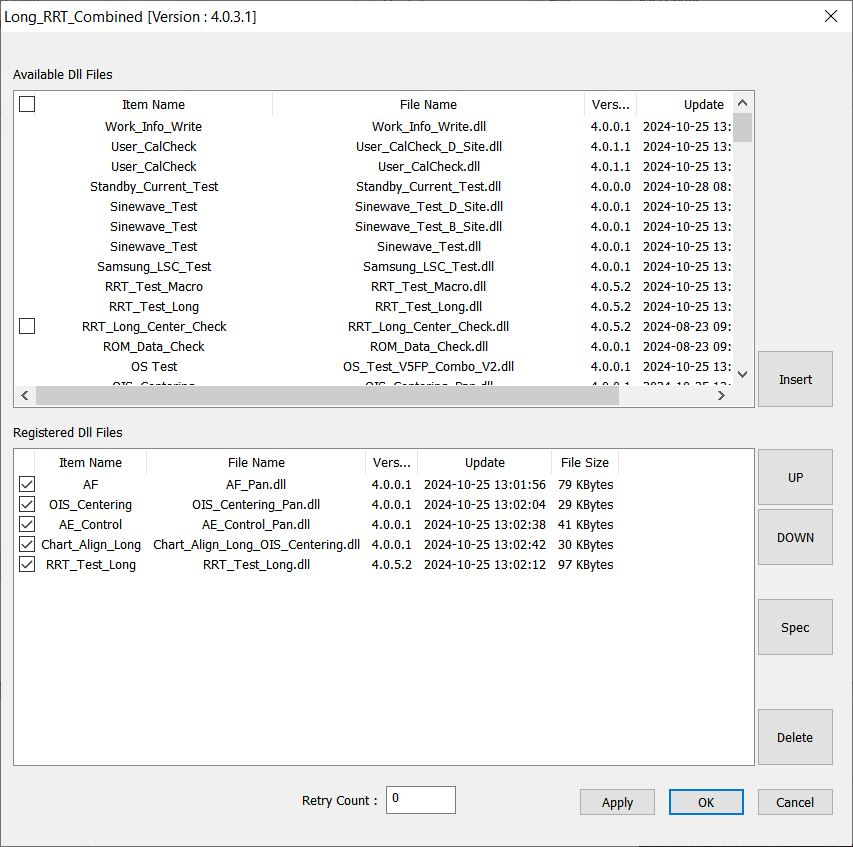 Long_RRT_Combined [Version : 4.0.3.1]
Available Dll Files
Item Name File Name Vers... Update
Work_Info_Write Work_Info_Write.dll 4.0.0.1 2024-10-25 13:
User_CalCheck User_CalCheck_D_Site.dll 4.0.1.1 2024-10-25 13:
User_CalCheck User_CalCheck.dll 4.0.1.1 2024-10-25 13:
Standby_Current_Test Standby_Current_Test.dll 4.0.0.0 2024-10-28 08:
Sinewave_Test Sinewave_Test_D_Site.dll 4.0.0.1 2024-10-25 13:
Sinewave_Test Sinewave_Test_B_Site.dll 4.0.0.1 2024-10-25 13:
Sinewave_Test Sinewave_Test.dll 4.0.0.1 2024-10-25 13:
Samsung_LSC_Test Samsung_LSC_Test.dll 4.0.0.1 2024-10-25 13:
RRT_Test_Macro RRT_Test_Macro.dll 4.0.5.2 2024-10-25 13:
RRT_Test_Long RRT_Test_Long.dll 4.0.5.2 2024-10-25 13:
RRT_Long_Center_Check RRT_Long_Center_Check.dll 4.0.5.2 2024-08-23 09:
ROM_Data_Check ROM_Data_Check.dll 4.0.0.1 2024-08-23 09:
OS Test OS_Test_V5FP_Combo_V2.dll 4.0.0.1 2024-10-25 13:
OIS_Centering OIS_Centering_Pan.dll 4.0.0.1 2024-10-25 13:
Insert
Registered Dll Files
Item Name File Name Vers... Update File Size
AF AF_Pan.dll 4.0.0.1 2024-10-25 13:01:56 79 KBytes
OIS_Centering OIS_Centering_Pan.dll 4.0.0.1 2024-10-25 13:02:04 29 KBytes
AE_Control AE_Control_Pan.dll 4.0.0.1 2024-10-25 13:02:38 41 KBytes
Chart_Align_Long Chart_Align_Long_OIS_Centering.dll 4.0.0.1 2024-10-25 13:02:42 30 KBytes
RRT_Test_Long RRT_Test_Long.dll 4.0.5.2 2024-10-25 13:02:12 97 KBytes
UP
DOWN
Spec
Delete
Retry Count : 0
Apply OK Cancel